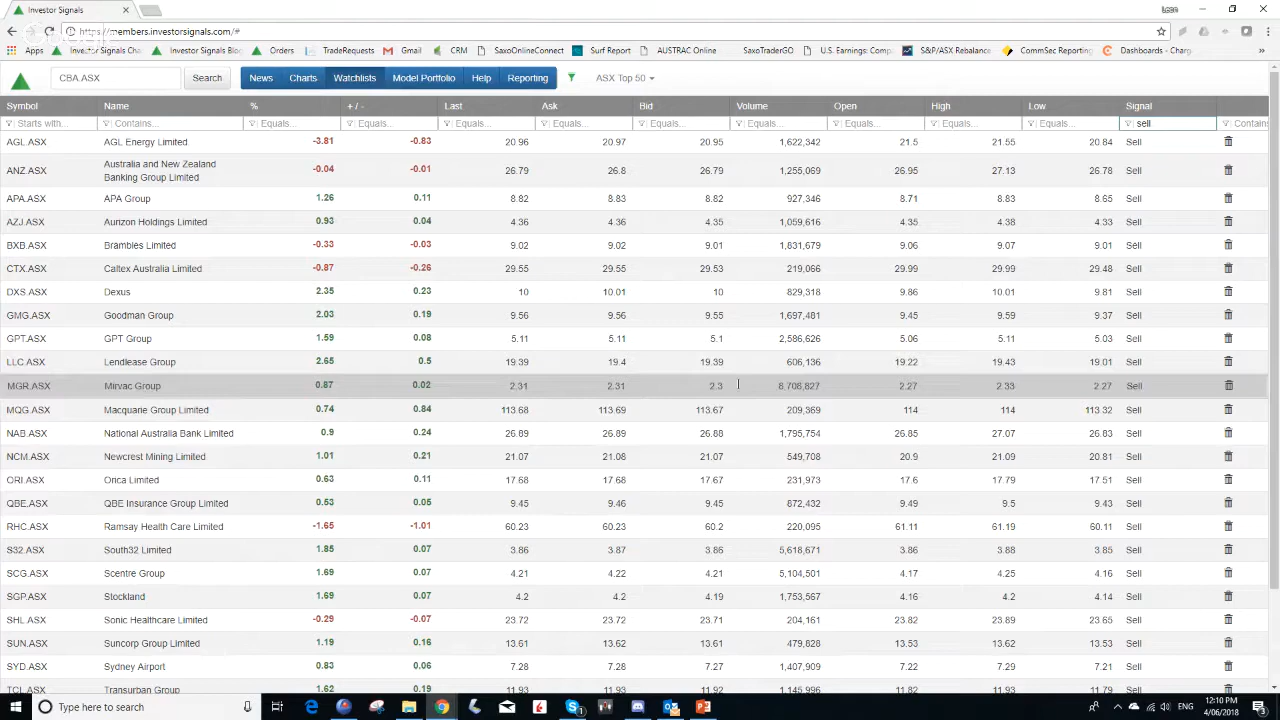 Investor Signals
https://members.investorsignals.com/#
Apps Investor Signals Cha Investor Signals Bloc Orders TradeRequests Gmail CRM SaxoOnlineConnect Surf Report AUSTRAC Online SaxoTraderGO U.S. Earnings: Comp S&P/ASX Rebalance CommSec Reporting Dashboards - Charg
CBA.ASX Search News Charts Watchlists Model Portfolio Help Reporting ASX Top 50
Symbol Name % + / - Last Ask Bid Volume Open High Low Signal
Starts with... Contains... Equals... Equals... Equals... Equals... Equals... Equals... Equals... Equals... Equals... sell Contains
AGL.ASX AGL Energy Limited -3.81 -0.83 20.96 20.97 20.95 1,622,342 21.5 21.55 20.84 Sell
ANZ.ASX Australia and New Zealand Banking Group Limited -0.04 -0.01 26.79 26.8 26.79 1,255,069 26.95 27.13 26.78 Sell
APA.ASX APA Group 1.26 0.11 8.82 8.83 8.82 927,346 8.71 8.83 8.65 Sell
AZJ.ASX Aurizon Holdings Limited 0.93 0.04 4.36 4.36 4.35 1,059,616 4.35 4.38 4.33 Sell
BXB.ASX Brambles Limited -0.33 -0.03 9.02 9.02 9.01 1,831,679 9.06 9.07 9.01 Sell
CTX.ASX Caltex Australia Limited -0.87 -0.26 29.55 29.55 29.53 219,066 29.99 29.99 29.48 Sell
DXS.ASX Dexus 2.35 0.23 10 10.01 10 829,318 9.86 10.01 9.81 Sell
GMG.ASX Goodman Group 2.03 0.19 9.56 9.56 9.55 1,697,481 9.45 9.59 9.37 Sell
GPT.ASX GPT Group 1.59 0.08 5.11 5.11 5.1 2,586,626 5.06 5.11 5.03 Sell
LLC.ASX Lendlease Group 2.65 0.5 19.39 19.4 19.39 606,136 19.22 19.43 19.01 Sell
MGR.ASX Mirvac Group 0.87 0.02 2.31 2.31 2.3 8,708,827 2.27 2.33 2.27 Sell
MQG.ASX Macquarie Group Limited 0.74 0.84 113.68 113.69 113.67 209,369 114 114 113.32 Sell
NAB.ASX National Australia Bank Limited 0.9 0.24 26.89 26.89 26.88 1,795,754 26.85 27.07 26.83 Sell
NCM.ASX Newcrest Mining Limited 1.01 0.21 21.07 21.08 21.07 549,708 20.9 21.09 20.81 Sell
ORI.ASX Orica Limited 0.63 0.11 17.68 17.68 17.67 231,973 17.6 17.79 17.51 Sell
QBE.ASX QBE Insurance Group Limited 0.53 0.05 9.45 9.46 9.45 872,432 9.49 9.5 9.43 Sell
RHC.ASX Ramsay Health Care Limited -1.65 -1.01 60.23 60.23 60.2 220,095 61.11 61.19 60.11 Sell
S32.ASX South32 Limited 1.85 0.07 3.86 3.87 3.86 5,618,671 3.86 3.88 3.85 Sell
SCG.ASX Scentre Group 1.69 0.07 4.21 4.22 4.21 5,104,501 4.17 4.25 4.16 Sell
SGP.ASX Stockland 1.69 0.07 4.2 4.2 4.19 1,753,567 4.16 4.2 4.14 Sell
SHL.ASX Sonic Healthcare Limited -0.29 -0.07 23.72 23.72 23.71 204,161 23.82 23.89 23.65 Sell
SUN.ASX Suncorp Group Limited 1.19 0.16 13.61 13.62 13.61 479,828 13.53 13.62 13.53 Sell
SYD.ASX Sydney Airport 0.83 0.06 7.28 7.28 7.27 1,407,909 7.22 7.29 7.21 Sell
TCL.ASX Transurban Group 1.62 0.19 11.93 11.93 11.92 1,145,996 11.82 11.93 11.79 Sell
Type here to search
12:10 PM
4/06/2018